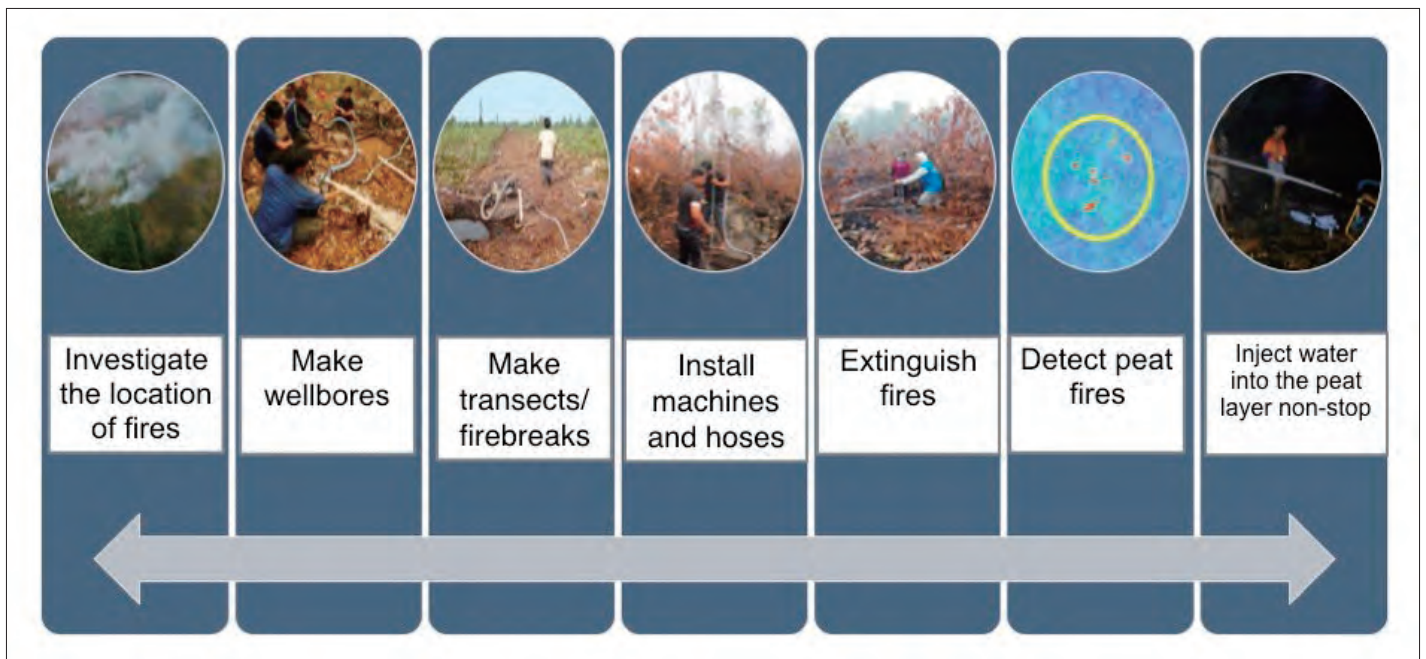 Investigate
the location
of fires
Make
wellbores
Make
transects/
firebreaks
Install
machines
and hoses
Extinguish
fires
Detect peat
fires
Inject water
into the peat
layer non-stop